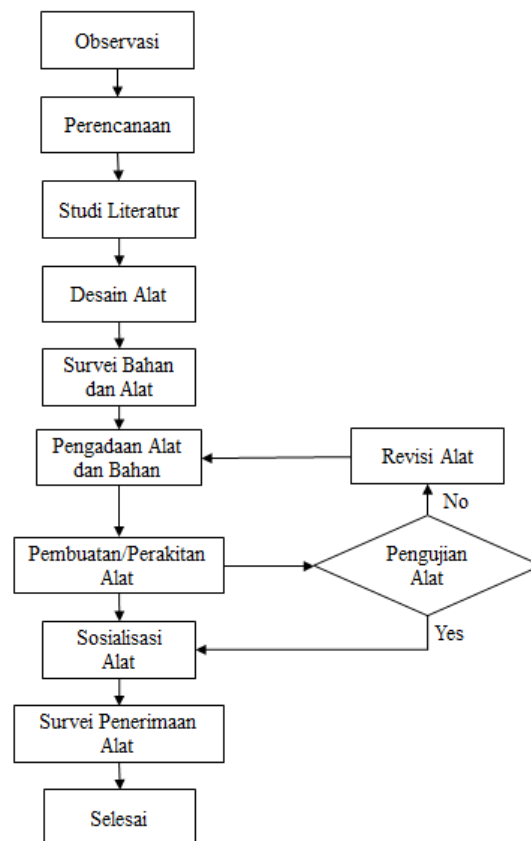 Observasi
Perencanaan
Studi Literatur
Desain Alat
Survei Bahan
dan Alat
Pengadaan Alat
dan Bahan
Revisi Alat
No
Pembuatan/Perakitan
Alat
Pengujian
Alat
Yes
Sosialisasi
Alat
Survei Penerimaan
Alat
Selesai